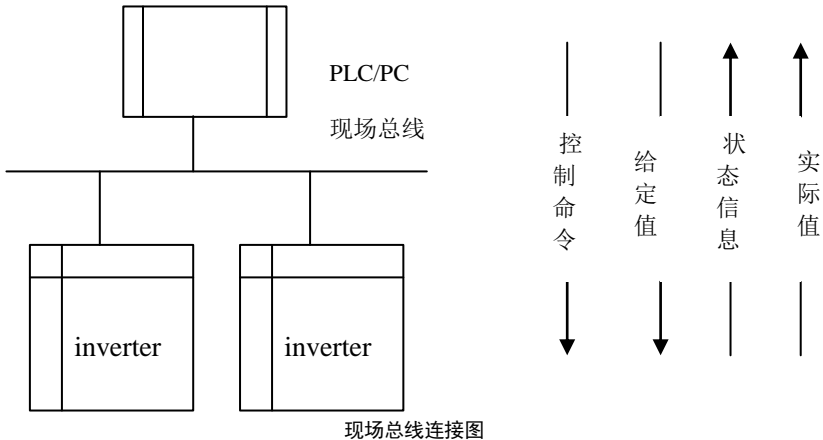 PLC/PC
现场总线
控制命令
给定值
状态信息
实际值
inverter
inverter
现场总线连接图